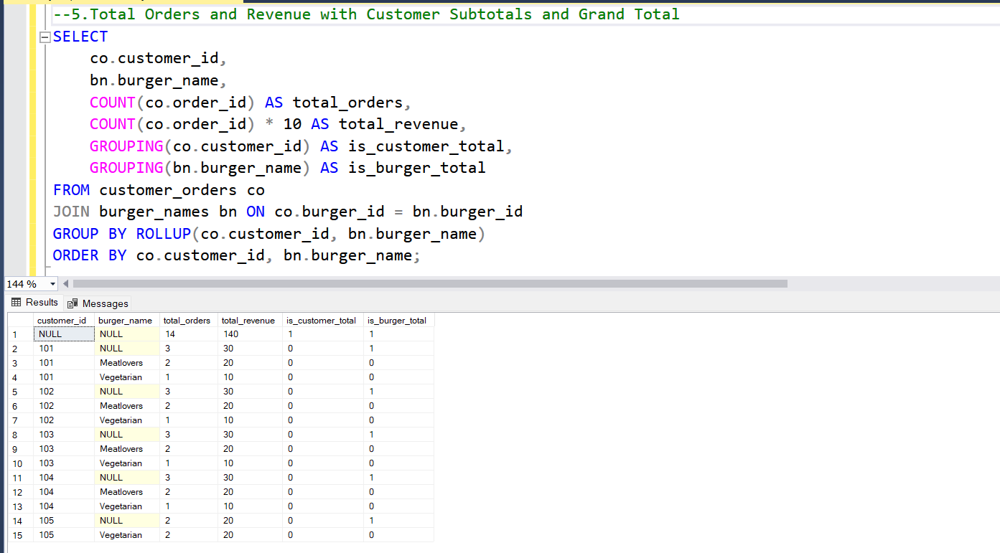 --5.Total Orders and Revenue with Customer Subtotals and Grand Total
SELECT
co.customer_id,
bn.burger_name,
COUNT(co.order_id) AS total_orders,
COUNT(co.order_id) * 10 AS total_revenue,
GROUPING(co.customer_id) AS is_customer_total,
GROUPING(bn.burger_name) AS is_burger_total
FROM customer_orders co
JOIN burger_names bn ON co.burger_id = bn.burger_id
GROUP BY ROLLUP(co.customer_id, bn.burger_name)
ORDER BY co.customer_id, bn.burger_name;
144 %
Results Messages
customer_id burger_name total_orders total_revenue is_customer_total is_burger_total
1 NULL NULL 14 140 1 1
2 101 NULL 3 30 0 1
3 101 Meatlovers 2 20 0 0
4 101 Vegetarian 1 10 0 0
5 102 NULL 3 30 0 1
6 102 Meatlovers 2 20 0 0
7 102 Vegetarian 1 10 0 0
8 103 NULL 3 30 0 1
9 103 Meatlovers 2 20 0 0
10 103 Vegetarian 1 10 0 0
11 104 NULL 3 30 0 1
12 104 Meatlovers 2 20 0 0
13 104 Vegetarian 1 10 0 0
14 105 NULL 2 20 0 1
15 105 Vegetarian 2 20 0 0